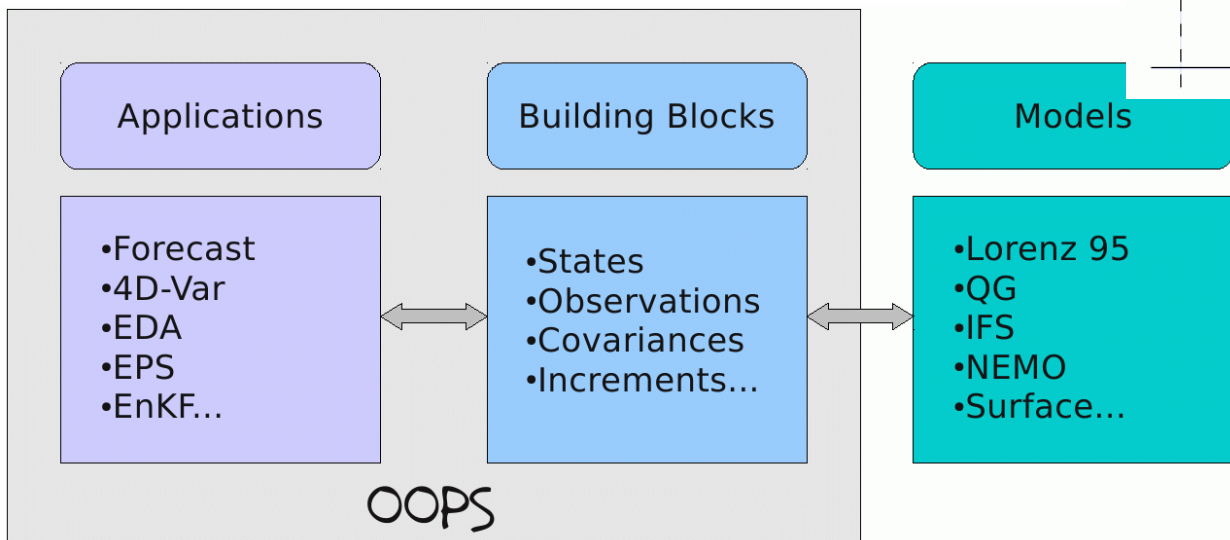 Applications
Building Blocks
Models
•Forecast
•4D-Var
•EDA
•EPS
•EnKF...
•States
•Observations
•Covariances
•Increments...
•Lorenz 95
•QG
•IFS
•NEMO
•Surface...
OOPS